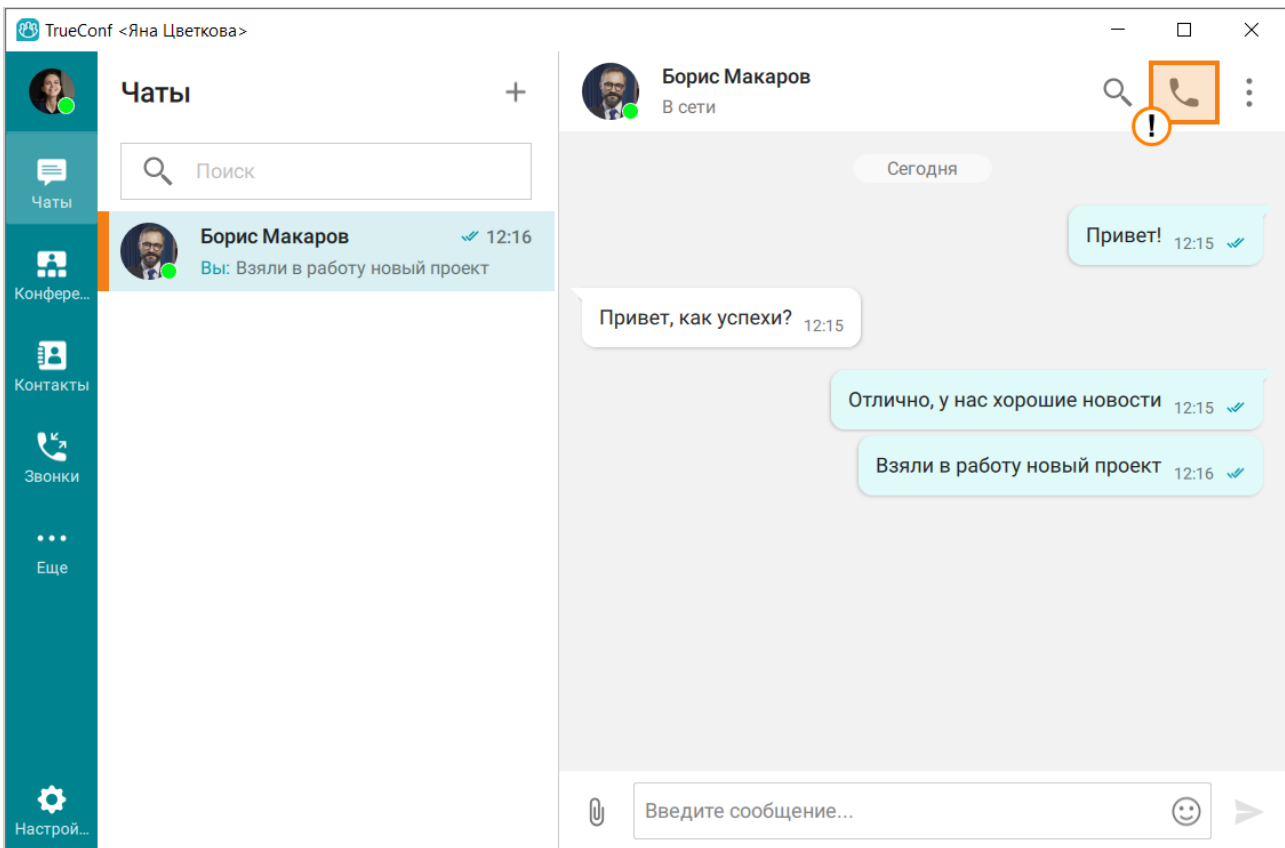 TrueConf <Яна Цветкова>
Чаты
Конфере...
Контакты
Звонки
Еще
Настрой...
Чаты
Поиск
Борис Макаров 12:16
Вы: Взяли в работу новый проект
Борис Макаров
В сети
!
Сегодня
Привет! 12:15
Привет, как успехи? 12:15
Отлично, у нас хорошие новости 12:15
Взяли в работу новый проект 12:16
Введите сообщение...